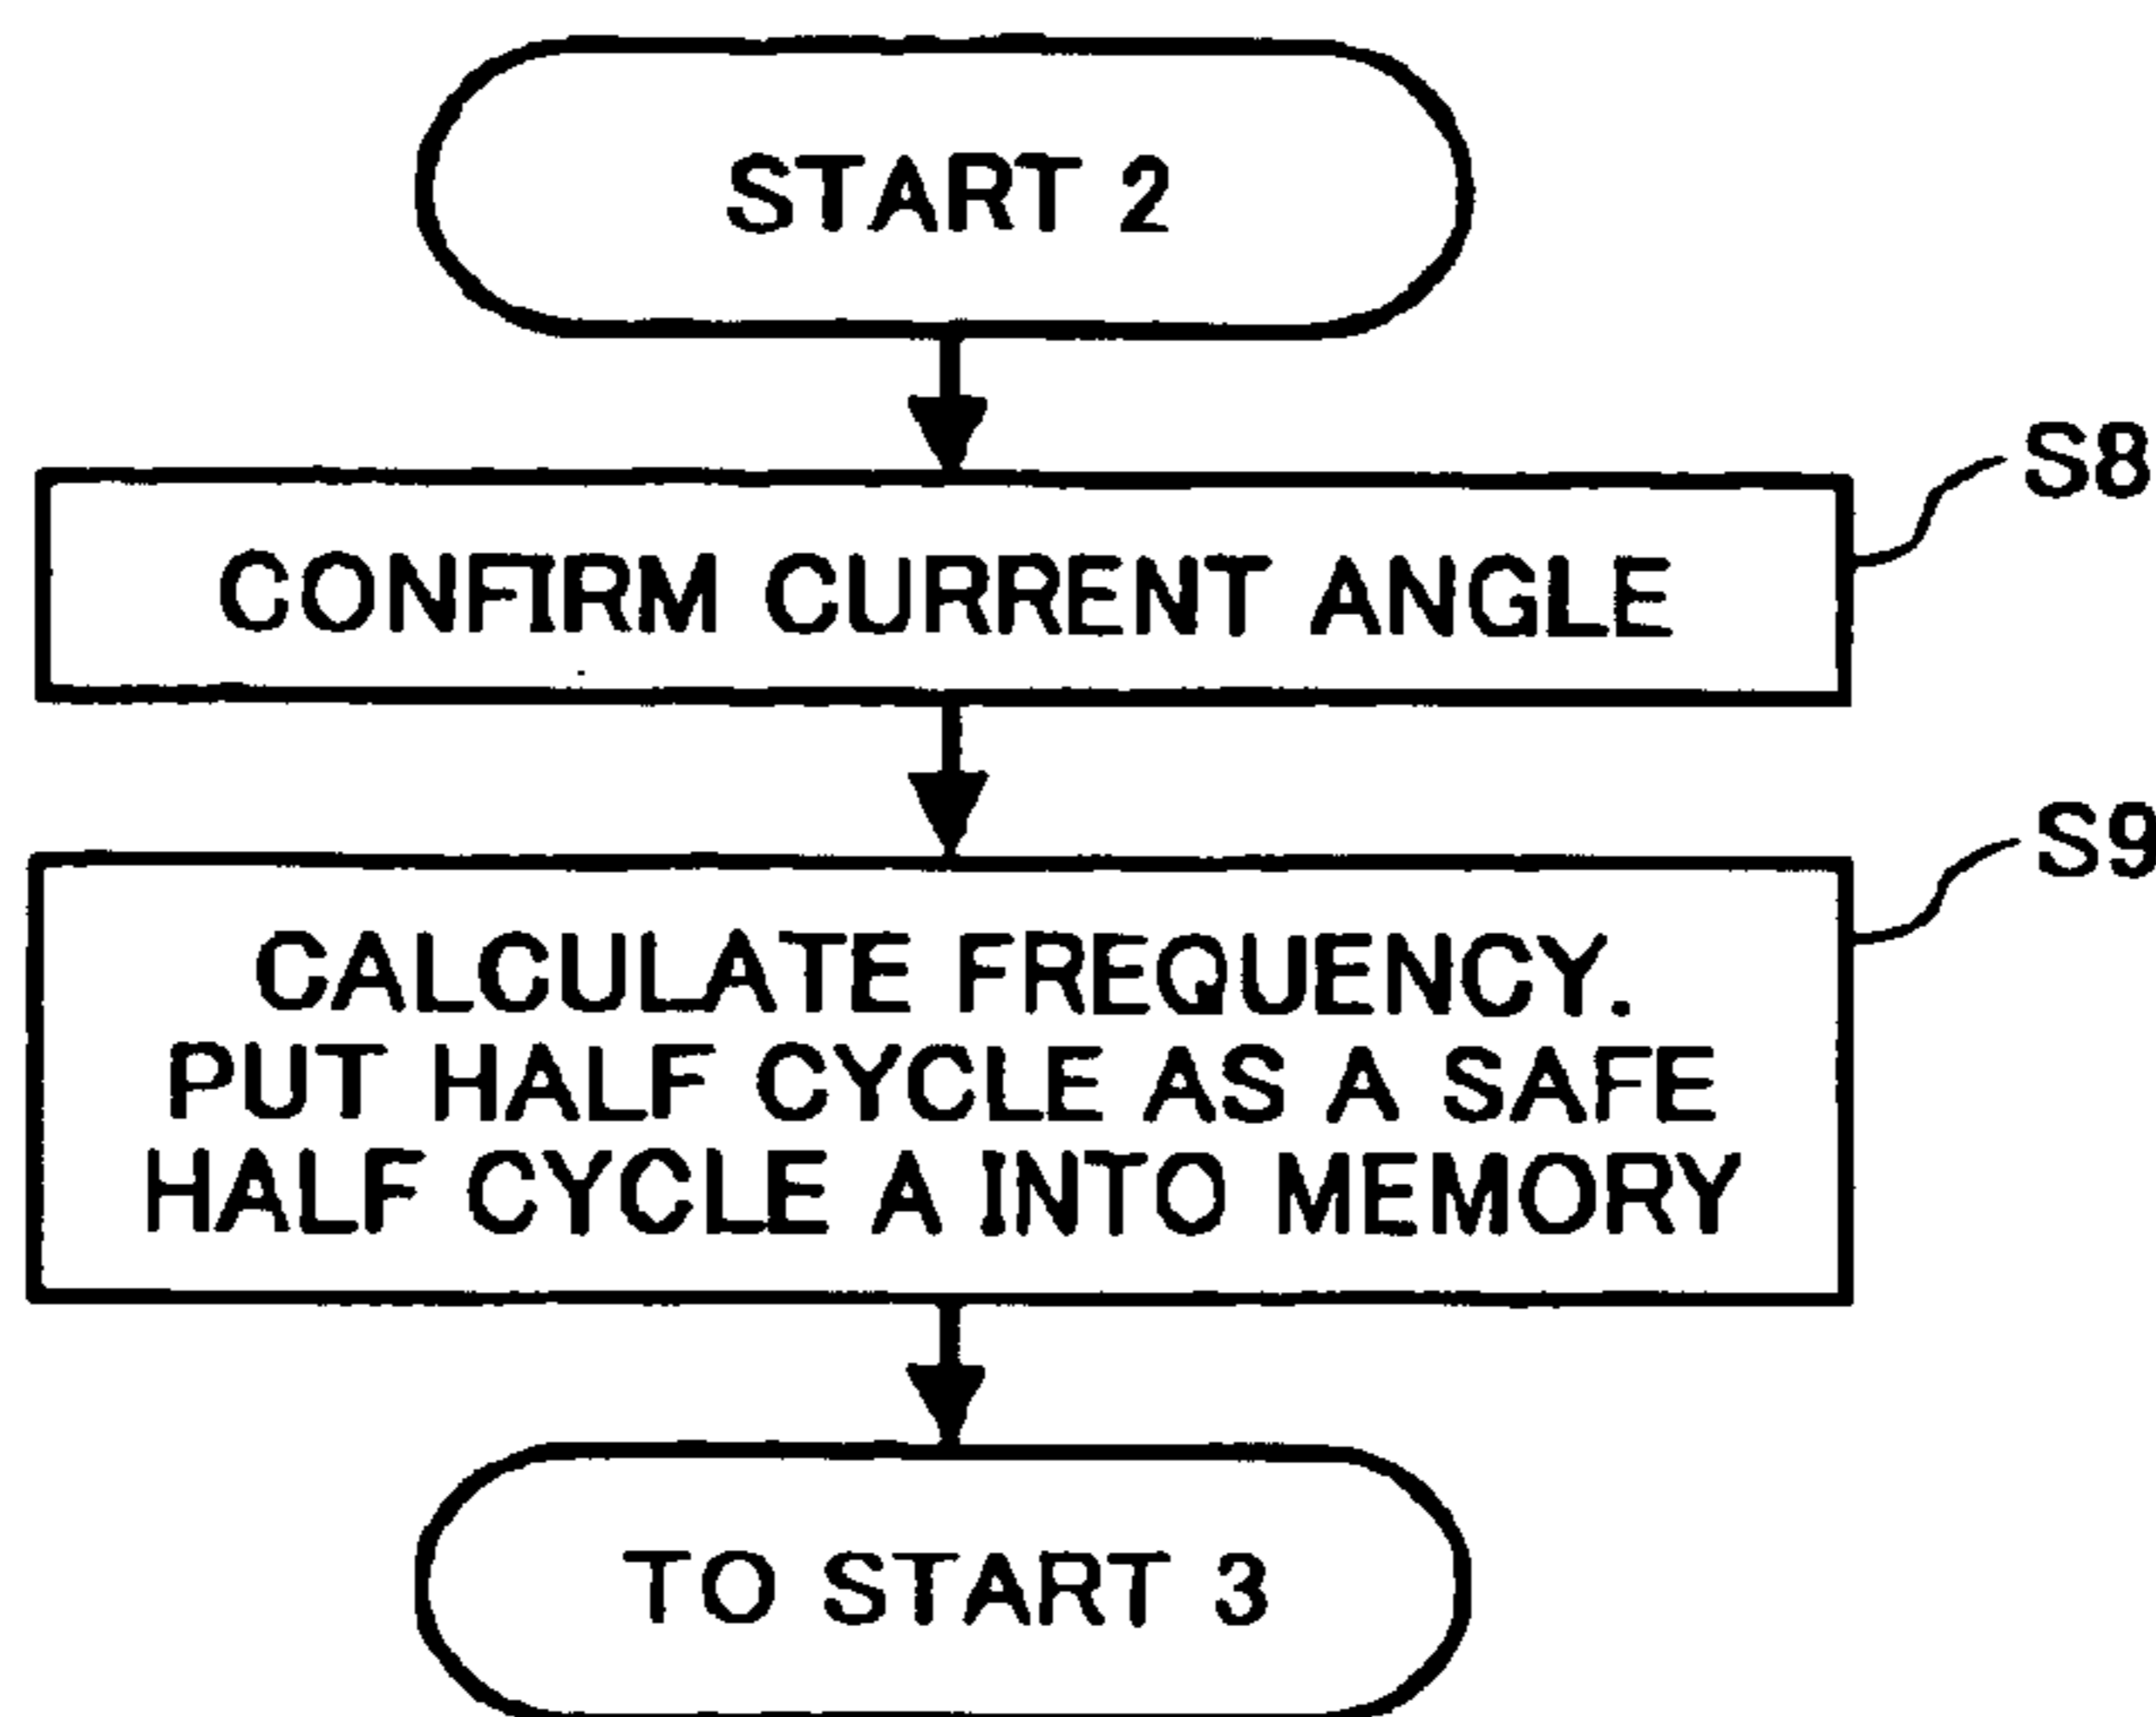 START 2
S8
CONFIRM CURRENT ANGLE
S9
CALCULATE FREQUENCY.
PUT HALF CYCLE AS A SAFE
HALF CYCLE A INTO MEMORY
TO START 3